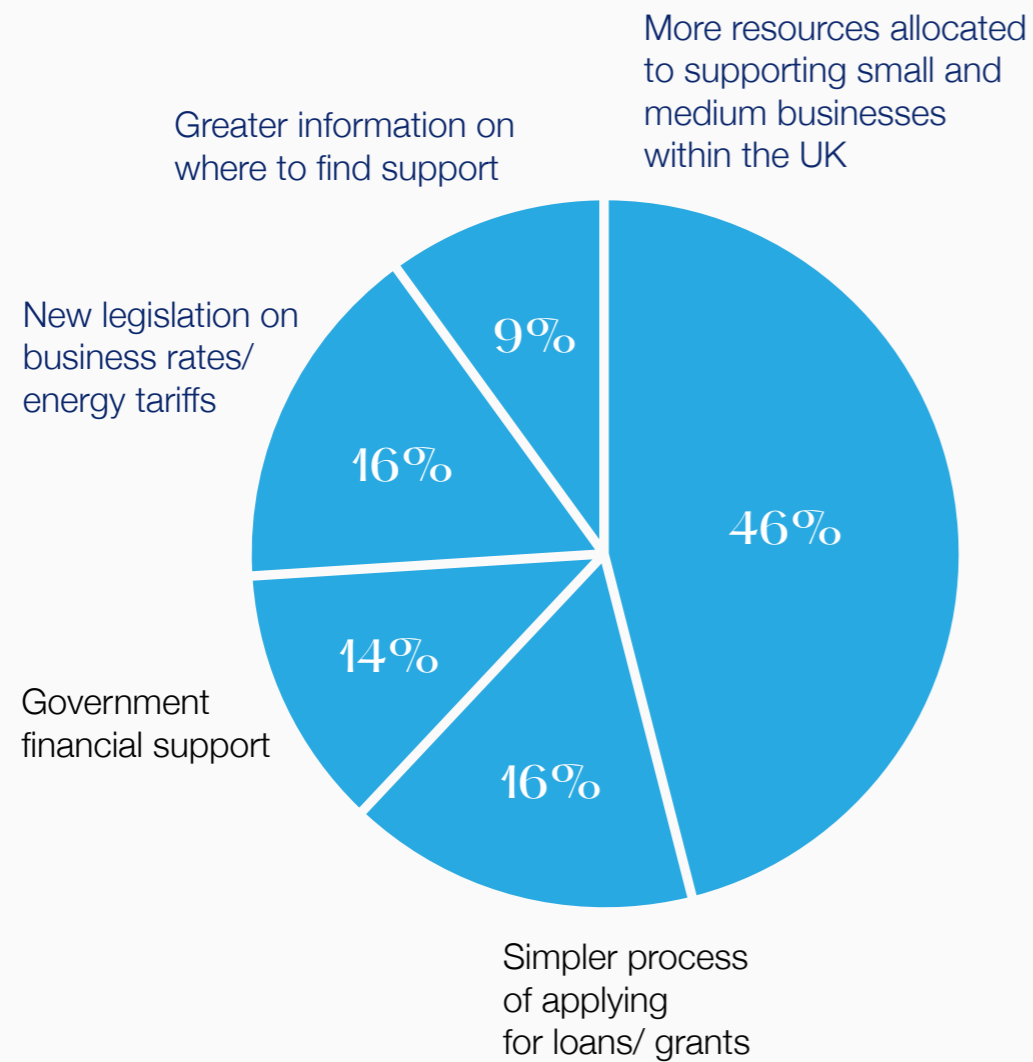 More resources allocated
to supporting small and
medium businesses
within the UK
Greater information on
where to find support
New legislation on
business rates/
energy tariffs
9%
16%
46%
14%
16%
Government
financial support
Simpler process
of applying
for loans/ grants